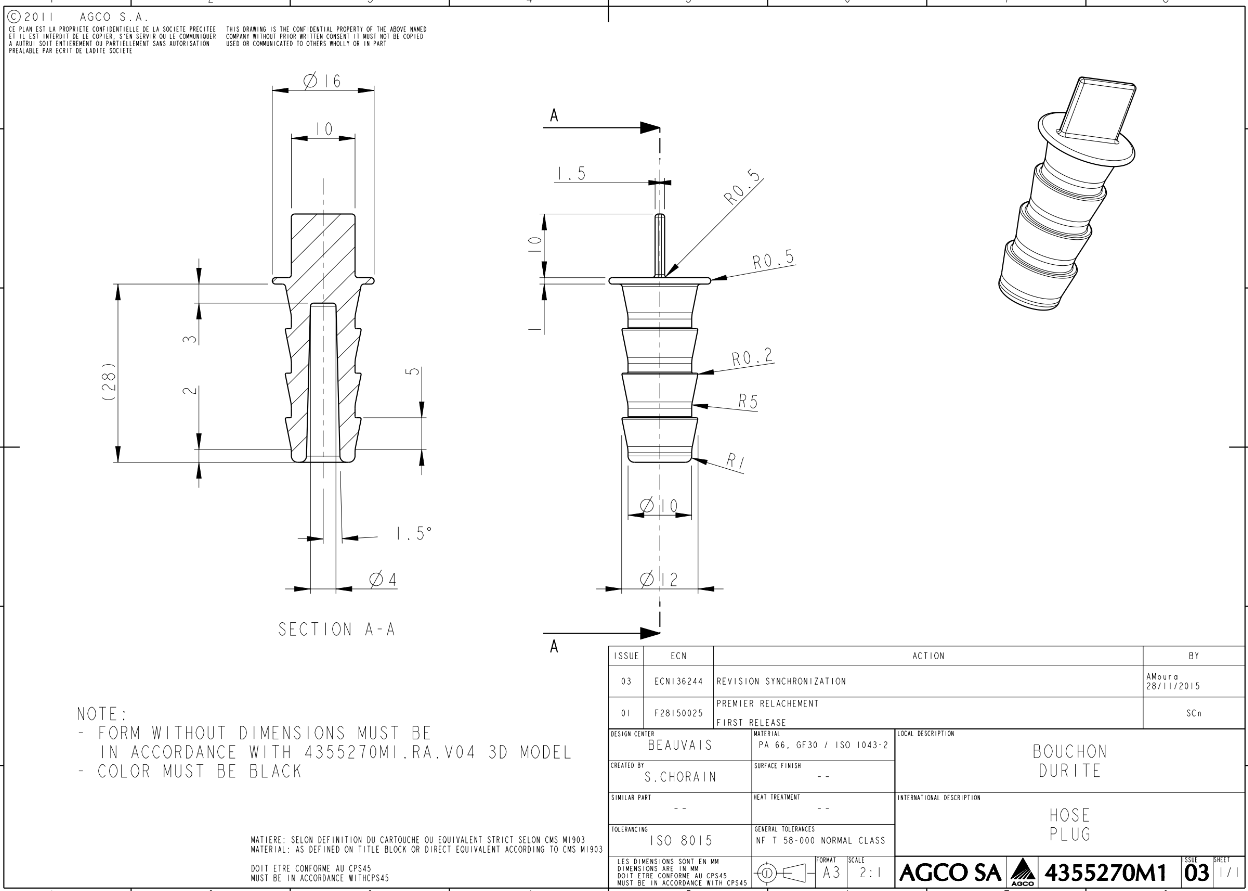 ©2011 AGCO S.A.
CE PLAN EST LA PROPRIETE CONFIDENTIELLE DE LA SOCIETE PRECITEE
ET IL EST INTERDIT DE LE COPIER, S'EN SERVIR OU LE COMMUNIQUER
A AUTRUI SOIT ENTIEREMENT OU PARTIELLEMENT SANS AUTORISATION
PREALABLE PAR ECRIT DE LADITE SOCIETE
THIS DRAWING IS THE CONFIDENTIAL PROPERTY OF THE ABOVE NAMED
COMPANY WITHOUT PRIOR WRITTEN CONSENT IT MUST NOT BE COPIED
USED OR COMMUNICATED TO OTHERS WHOLLY OR IN PART
Ø16
10
3
(28)
2
5
1.5°
Ø4
SECTION A-A
A
1.5
R0.5
10
R0.5
1
R0.2
R5
R1
Ø10
Ø12
A
NOTE:
- FORM WITHOUT DIMENSIONS MUST BE
IN ACCORDANCE WITH 4355270M1.RA.V04 3D MODEL
- COLOR MUST BE BLACK
MATIERE: SELON DEFINITION DU CARTOUCHE OU EQUIVALENT STRICT SELON CMS M1903
MATERIAL: AS DEFINED ON TITLE BLOCK OR DIRECT EQUIVALENT ACCORDING TO CMS M1903
DOIT ETRE CONFORME AU CPS45
MUST BE IN ACCORDANCE WITHCPS45
ISSUE ECN ACTION BY
03 ECN136244 REVISION SYNCHRONIZATION AMoura
28/11/2015
01 F28150025 PREMIER RELACHEMENT
FIRST RELEASE SCn
DESIGN CENTER
BEAUVAIS
MATERIAL
PA 66, GF30 / ISO 1043-2
LOCAL DESCRIPTION
BOUCHON
DURITE
CREATED BY
S.CHORAIN
SURFACE FINISH
--
SIMILAR PART
--
HEAT TREATMENT
--
INTERNATIONAL DESCRIPTION
HOSE
PLUG
TOLERANCING
ISO 8015
GENERAL TOLERANCES
NF T 58-000 NORMAL CLASS
LES DIMENSIONS SONT EN MM
DIMENSIONS ARE IN MM
DOIT ETRE CONFORME AU CPS45
MUST BE IN ACCORDANCE WITH CPS45
FORMAT
A3
SCALE
2:1
AGCO SA
AGCO
4355270M1
ISSUE
03
SHEET
1/1